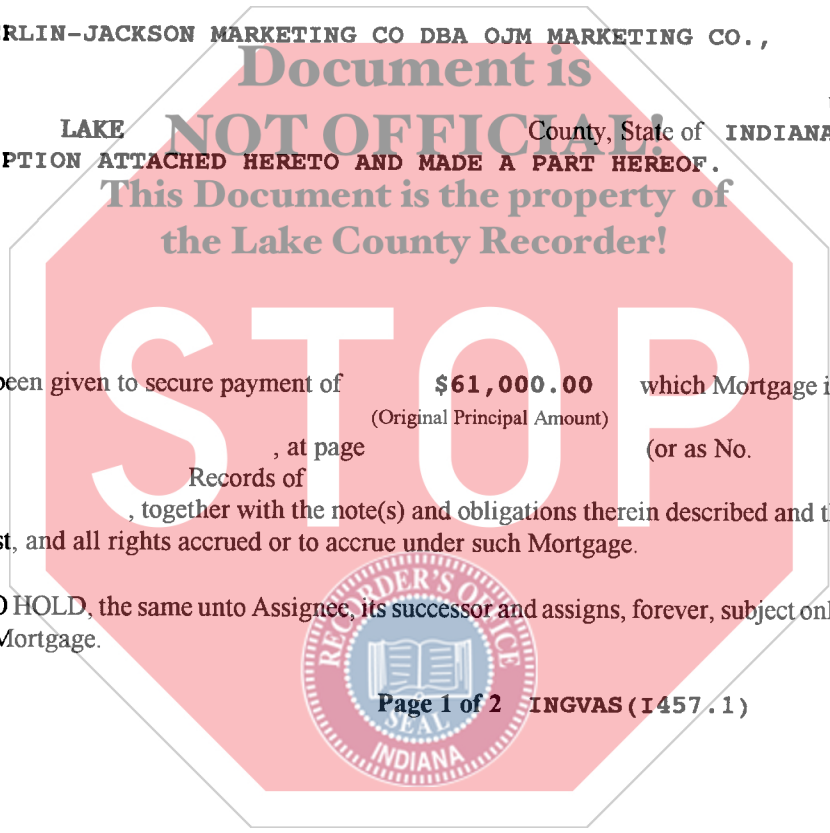 RLIN-JACKSON MARKETING CO DBA OJM MARKETING CO.,
Document is
LAKE NOT OFFICIAL! County, State of INDIANA
PTION ATTACHED HERETO AND MADE A PART HEREOF.
This Document is the property of
the Lake County Recorder!
STOP
been given to secure payment of $61,000.00 which Mortgage i
(Original Principal Amount)
, at page (or as No.
Records of
, together with the note(s) and obligations therein described and t
st, and all rights accrued or to accrue under such Mortgage.
RECORDER'S OFFICE
O HOLD, the same unto Assignee, its successor and assigns, forever, subject onl
Mortgage.
Page 1 of 2 INGVAS(I457.1)
SEAL
INDIANA